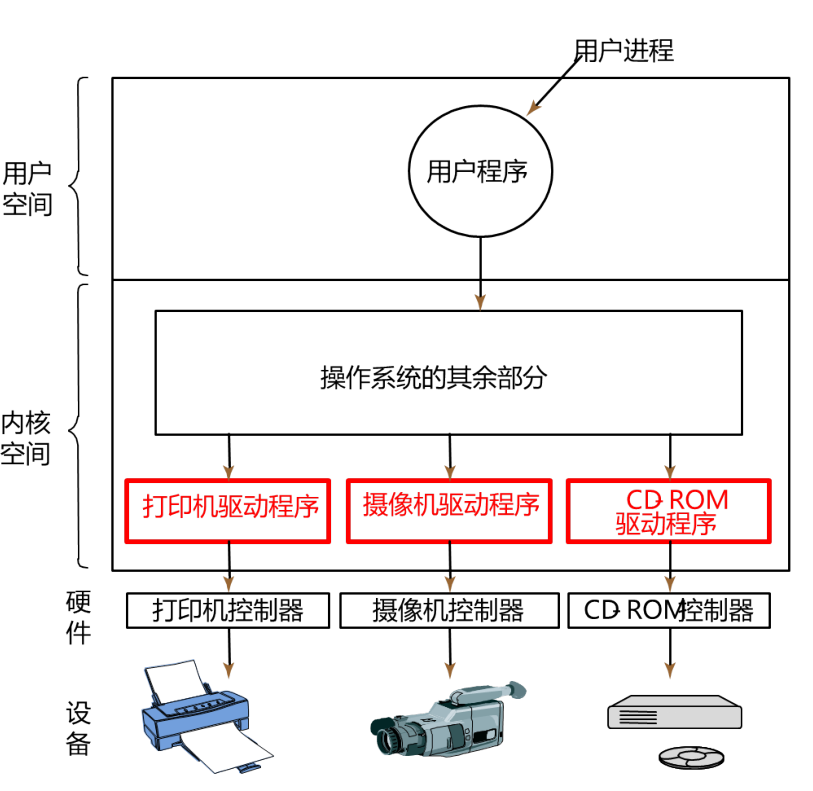 用户进程
用户
空间
用户程序
操作系统的其余部分
内核
空间
打印机驱动程序
摄像机驱动程序
CD-ROM
驱动程序
硬
件
打印机控制器
摄像机控制器
CD-ROM控制器
设
备